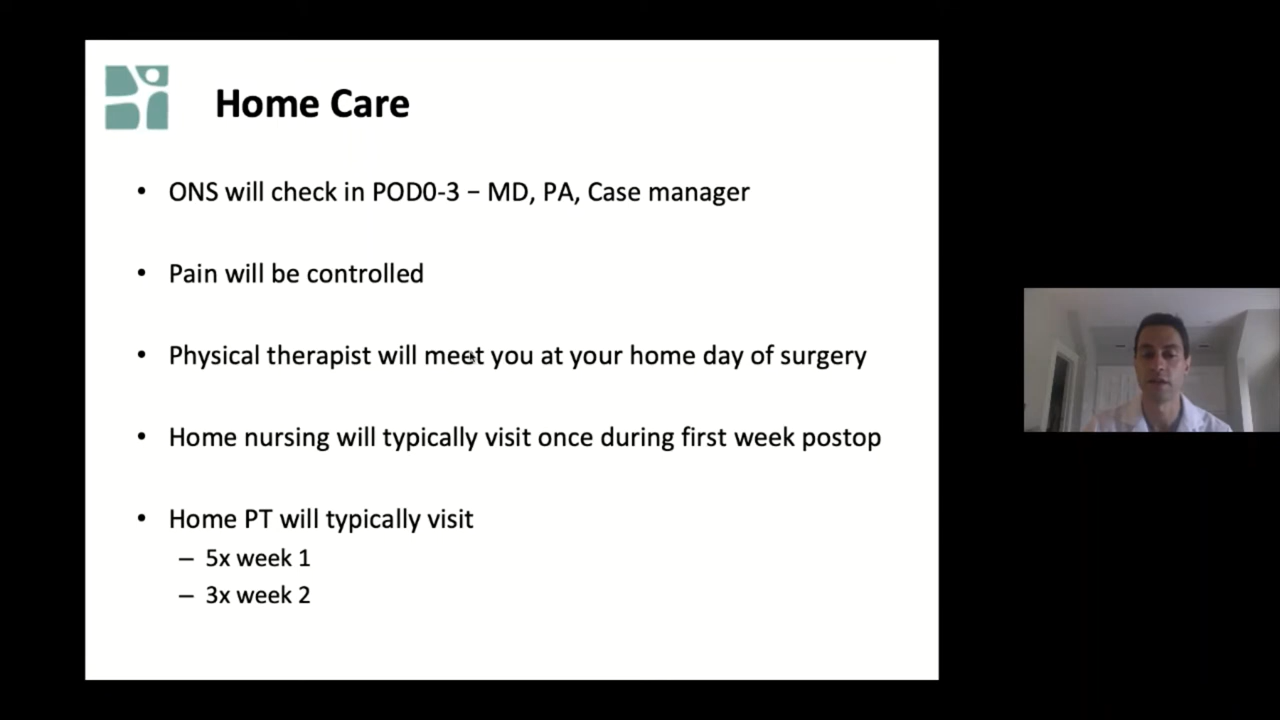 Home Care
• ONS will check in POD0-3 – MD, PA, Case manager
• Pain will be controlled
• Physical therapist will meet you at your home day of surgery
• Home nursing will typically visit once during first week postop
• Home PT will typically visit
– 5x week 1
– 3x week 2